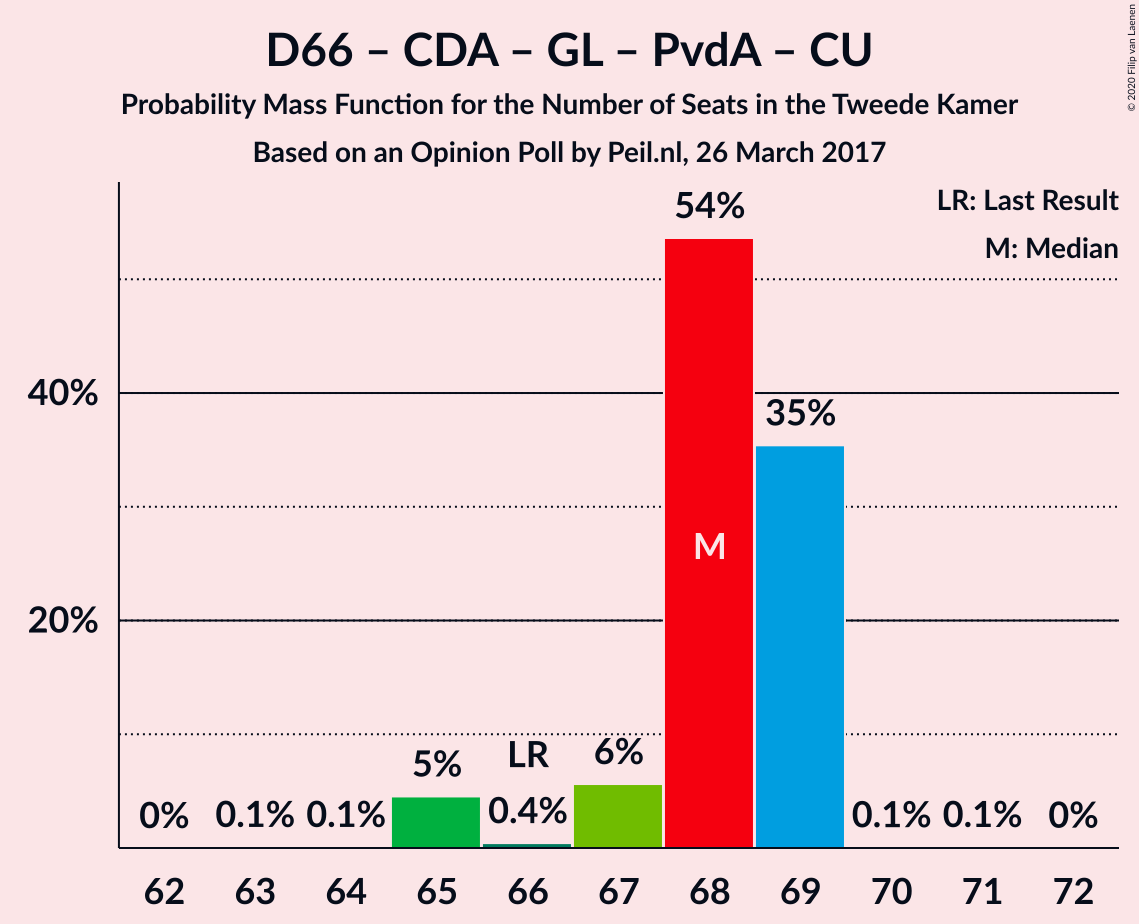 D66 – CDA – GL – PvdA – CU
Probability Mass Function for the Number of Seats in the Tweede Kamer
Based on an Opinion Poll by Peil.nl, 26 March 2017
© 2020 Filip van Laenen
LR: Last Result
M: Median
54%
40%
35%
M
20%
5%
LR
6%
0%
0.1%
0.1%
0.4%
0.1%
0.1%
0%
62 63 64 65 66 67 68 69 70 71 72